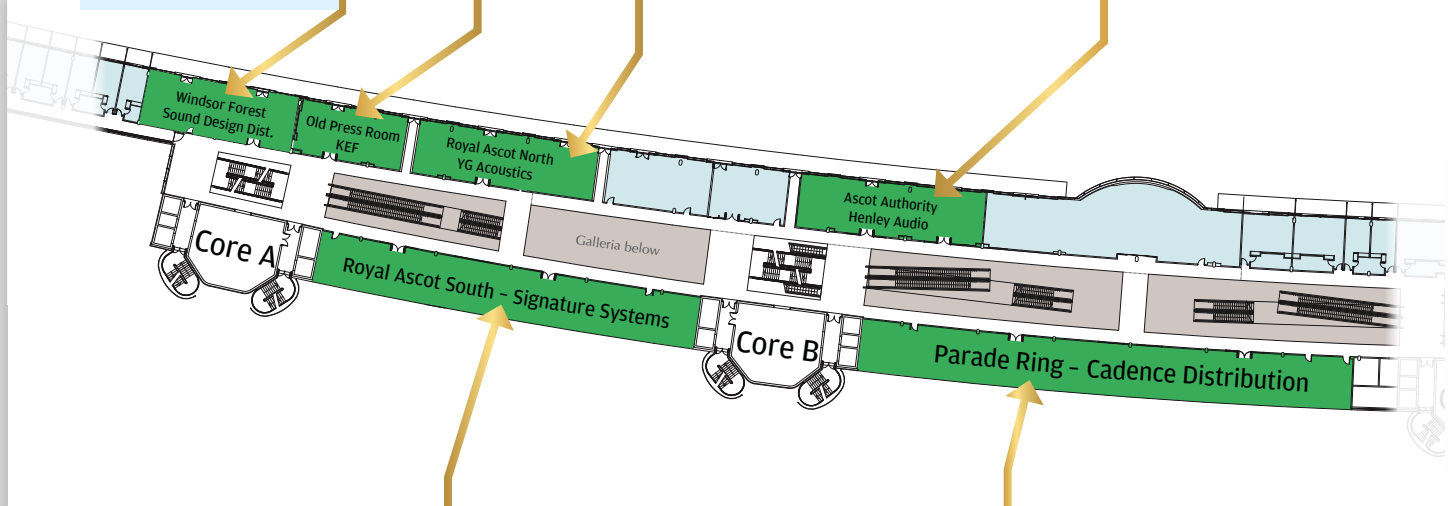 Windsor Forest
Sound Design Dist.
Old Press Room
KEF
Royal Ascot North
YG Acoustics
Ascot Authority
Henley Audio
Galleria below
Core A
Royal Ascot South – Signature Systems
Core B
Parade Ring – Cadence Distribution